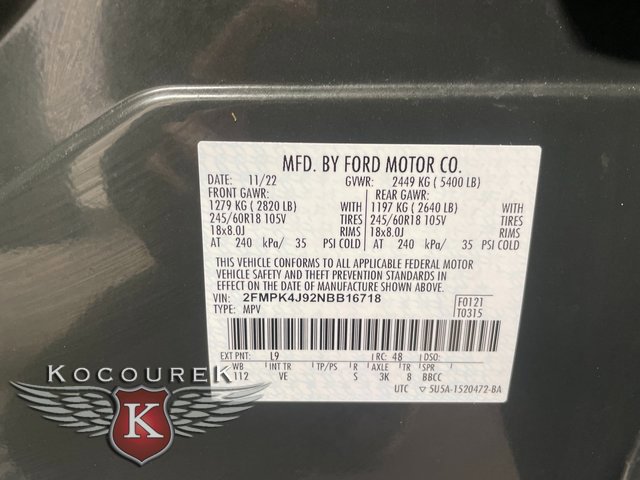 MFD. BY FORD MOTOR CO.
DATE: 11/22 GVWR: 2449 KG ( 5400 LB)
FRONT GAWR: REAR GAWR:
1279 KG ( 2820 LB) WITH 1197 KG ( 2640 LB) WITH
245/60R18 105V TIRES 245/60R18 105V TIRES
18x8.0J RIMS 18x8.0J RIMS
AT 240 kPa/ 35 PSI COLD AT 240 kPa/ 35 PSI COLD
THIS VEHICLE CONFORMS TO ALL APPLICABLE FEDERAL MOTOR
VEHICLE SAFETY AND THEFT PREVENTION STANDARDS IN
EFFECT ON THE DATE OF MANUFACTURE SHOWN ABOVE.
VIN: 2FMPK4J92NBB16718
TYPE: MPV
F0121
T0315
EXT PNT: L9 RC: 48 DSO:
WB INT TR TP/PS R AXLE TR SPR
112 VE S 3K 8 BBCC
UTC ▽5U5A-1520472-BA
KOCOUREK
K